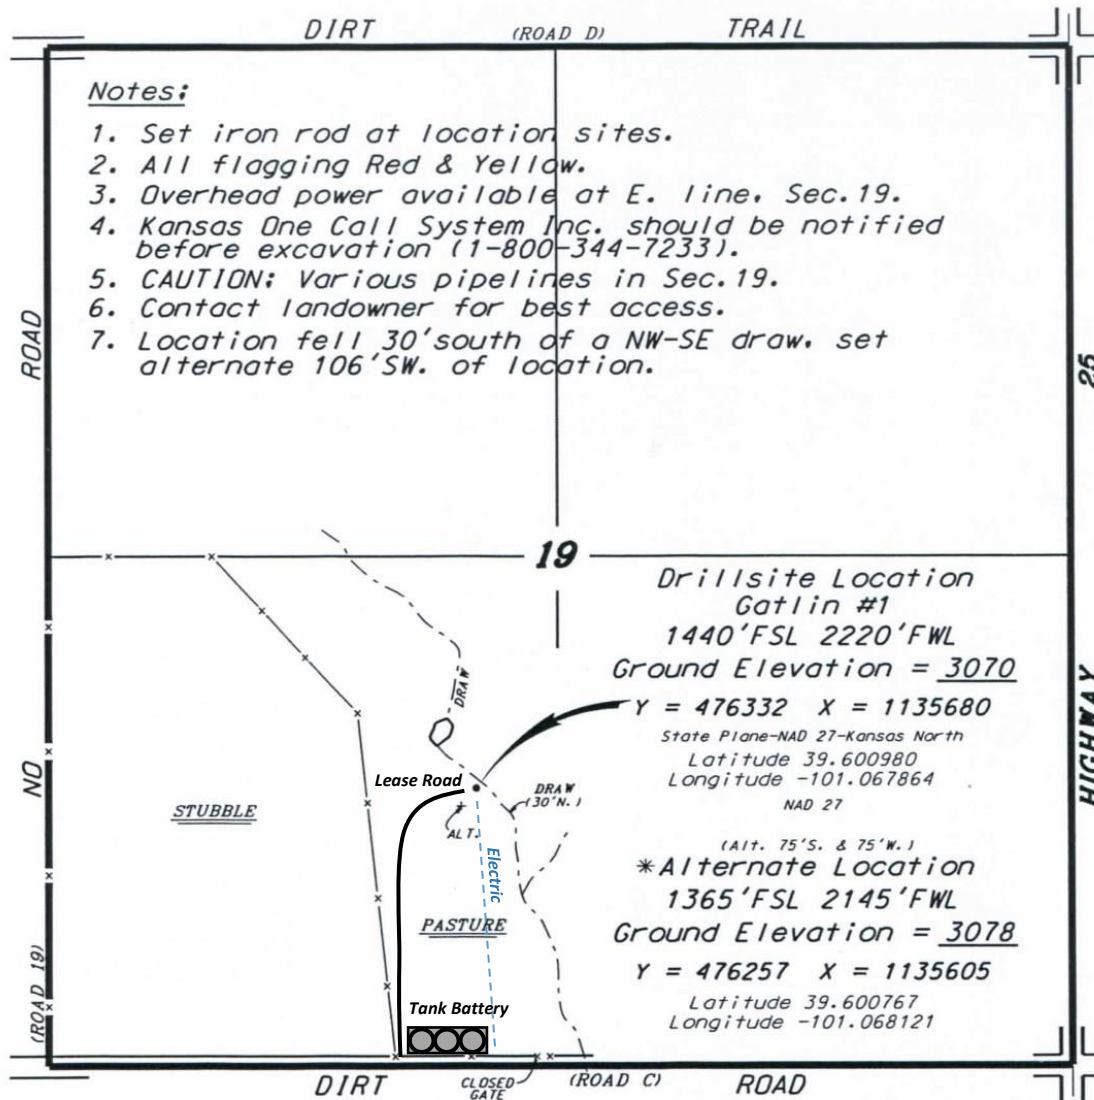 DIRT (ROAD D) TRAIL
Notes:
1. Set iron rod at location sites.
2. All flagging Red & Yellow.
3. Overhead power available at E. line, Sec.19.
4. Kansas One Call System Inc. should be notified
before excavation (1-800-344-7233).
5. CAUTION: Various pipelines in Sec.19.
6. Contact landowner for best access.
7. Location fell 30'south of a NW-SE draw, set
alternate 106'SW. of location.
ROAD
25
19
Drillsite Location
Gatlin #1
1440'FSL 2220'FWL
Ground Elevation = 3070
Y = 476332 X = 1135680
State Plane-NAD 27-Kansas North
Latitude 39.600980
Longitude -101.067864
NAD 27
DRAW
HIGHWAY
NO
Lease Road
DRAW
(30'N.)
STUBBLE
ALT.
Electric
(Alt. 75'S. & 75'W.)
*Alternate Location
1365'FSL 2145'FWL
Ground Elevation = 3078
Y = 476257 X = 1135605
Latitude 39.600767
Longitude -101.068121
PASTURE
(ROAD 19)
Tank Battery
DIRT CLOSED (ROAD C) ROAD
GATE